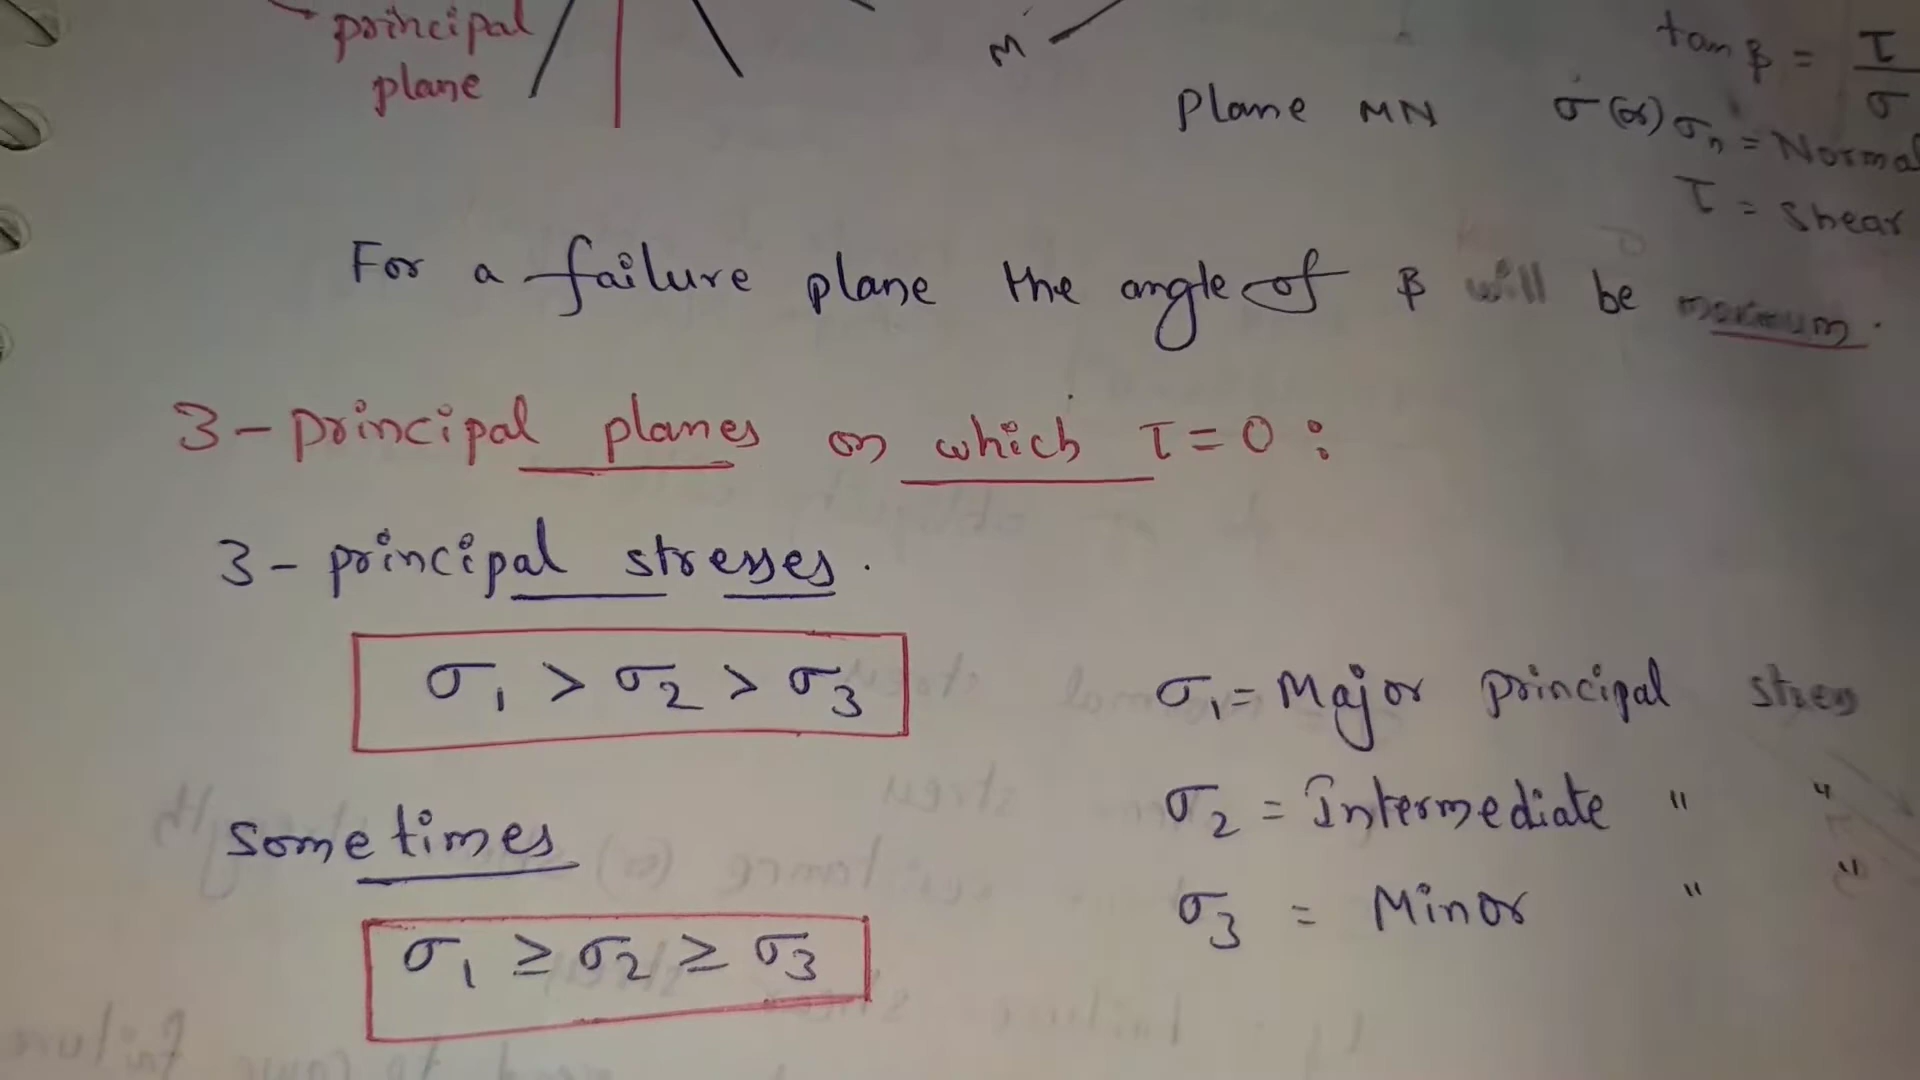 principal
plane
M
tan β = τ
σ
Plane MN σ (or) σn = Normal
τ = shear
For a failure plane the angle of β will be maximum.
3 - principal planes on which τ = 0 :
3 - principal stresses.
σ1 > σ2 > σ3
σ1 = Major principal stress
σ2 = Intermediate " "
Sometimes
σ3 = Minor " "
σ1 ≥ σ2 ≥ σ3